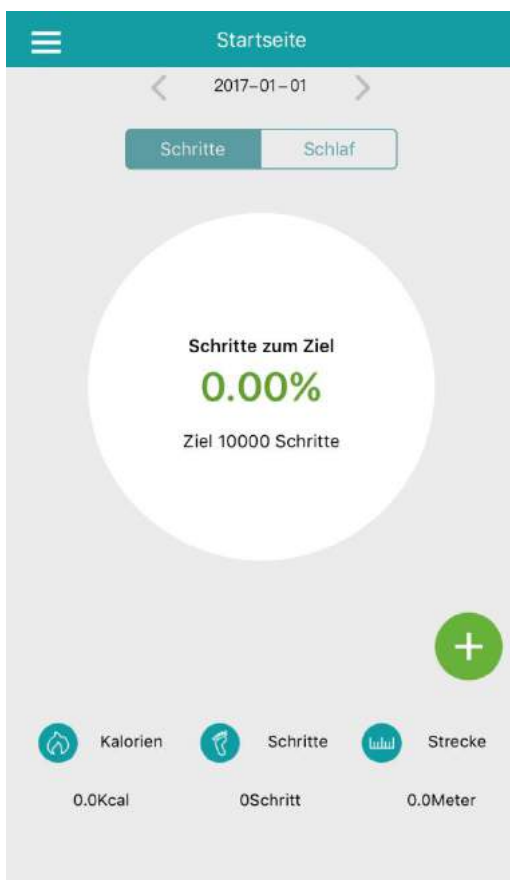 Startseite
2017-01-01
Schritte Schlaf
Schritte zum Ziel
0.00%
Ziel 10000 Schritte
+
Kalorien Schritte Strecke
0.0Kcal 0Schritt 0.0Meter